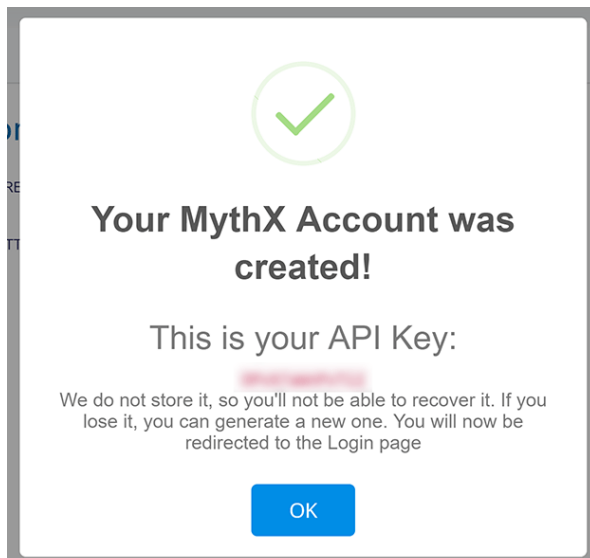 Your MythX Account was
created!
This is your API Key:
We do not store it, so you'll not be able to recover it. If you
lose it, you can generate a new one. You will now be
redirected to the Login page
OK